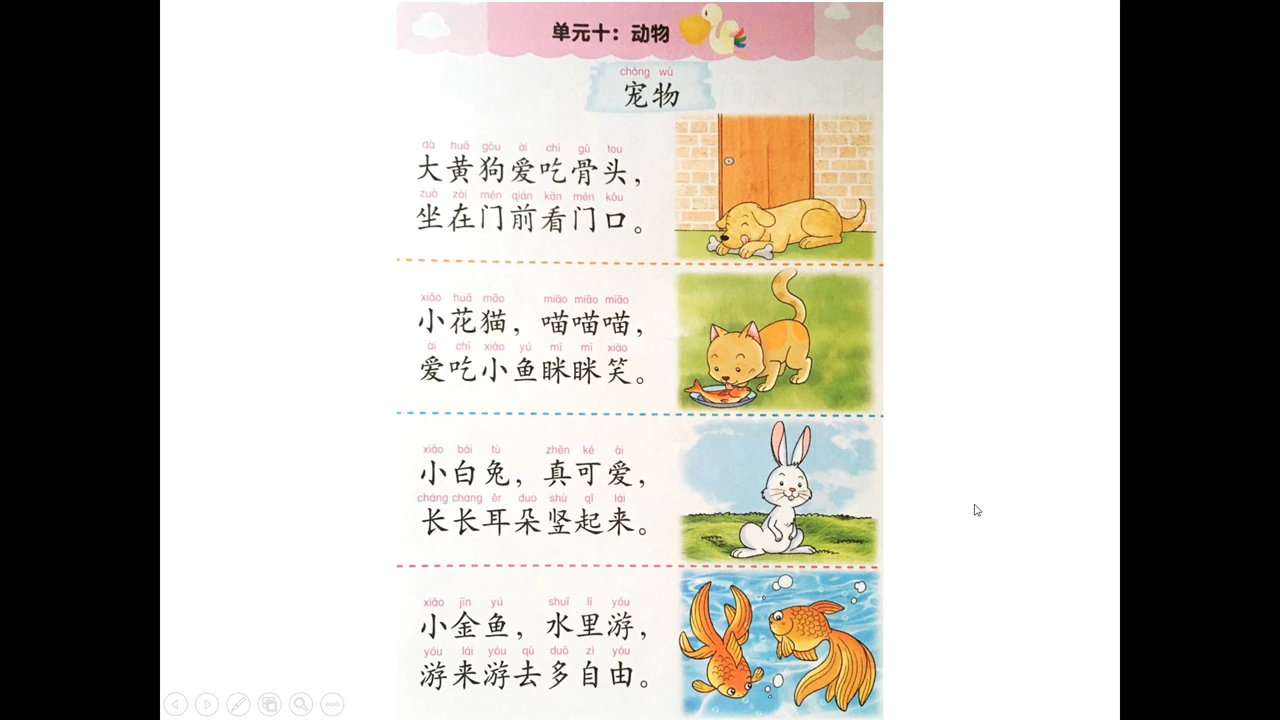 单元十：动物
chǒng wù
宠物
dà huā gǒu ài chī gǔ tou
大黄狗爱吃骨头，
zuò zài mén qián kān mén kǒu
坐在门前看门口。
xiǎo huā māo miāo miāo miāo
小花猫，喵喵喵，
ài chī xiǎo yú mī mī xiào
爱吃小鱼眯眯笑。
xiǎo bái tù zhēn kě ài
小白兔，真可爱，
cháng chang ěr duo shù qǐ lái
长长耳朵竖起来。
xiǎo jīn yú shuǐ lǐ yóu
小金鱼，水里游，
yóu lái yóu qù duō zì yóu
游来游去多自由。